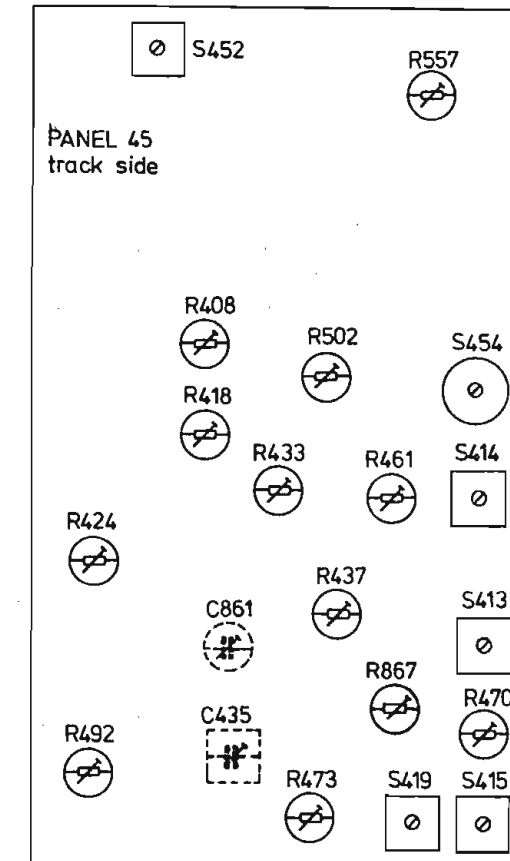 S452
R557
PANEL 45
track side
R408
R502
S454
R418
R433
R461
S414
R424
R437
C861
S413
R867
C435
R470
R492
R473
S419
S415